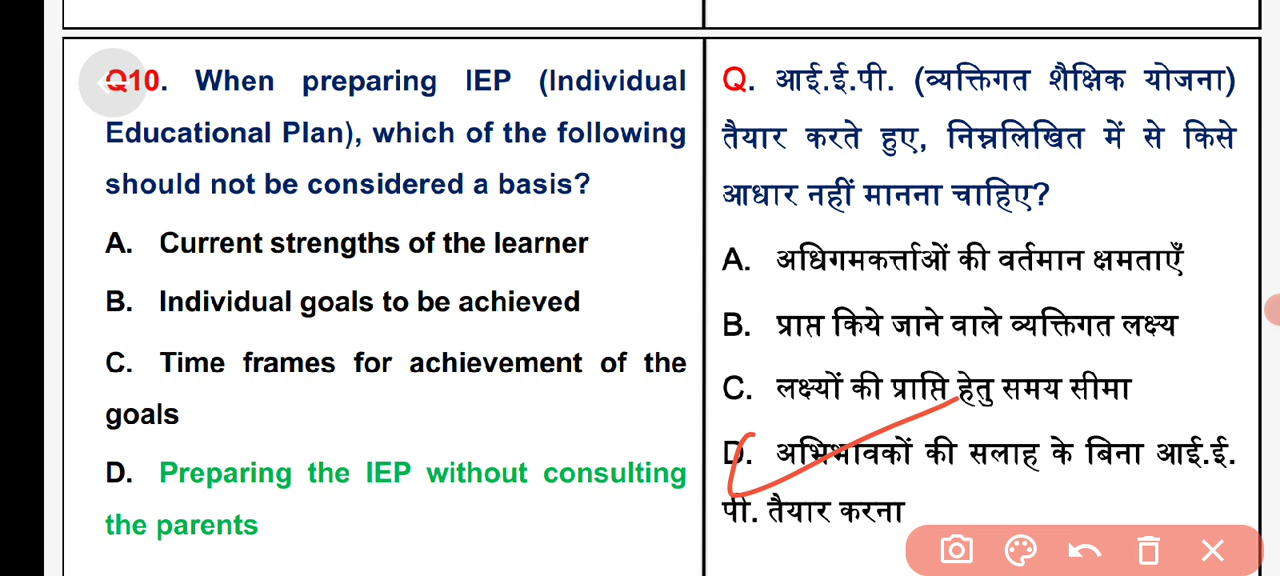 Q10. When preparing IEP (Individual
Educational Plan), which of the following
should not be considered a basis?
A. Current strengths of the learner
B. Individual goals to be achieved
C. Time frames for achievement of the
goals
D. Preparing the IEP without consulting
the parents
Q. आई.ई.पी. (व्यक्तिगत शैक्षिक योजना)
तैयार करते हुए, निम्नलिखित में से किसे
आधार नहीं मानना चाहिए?
A. अधिगमकर्त्ताओं की वर्तमान क्षमताएँ
B. प्राप्त किये जाने वाले व्यक्तिगत लक्ष्य
C. लक्ष्यों की प्राप्ति हेतु समय सीमा
D. अभिभावकों की सलाह के बिना आई.ई.
पी. तैयार करना